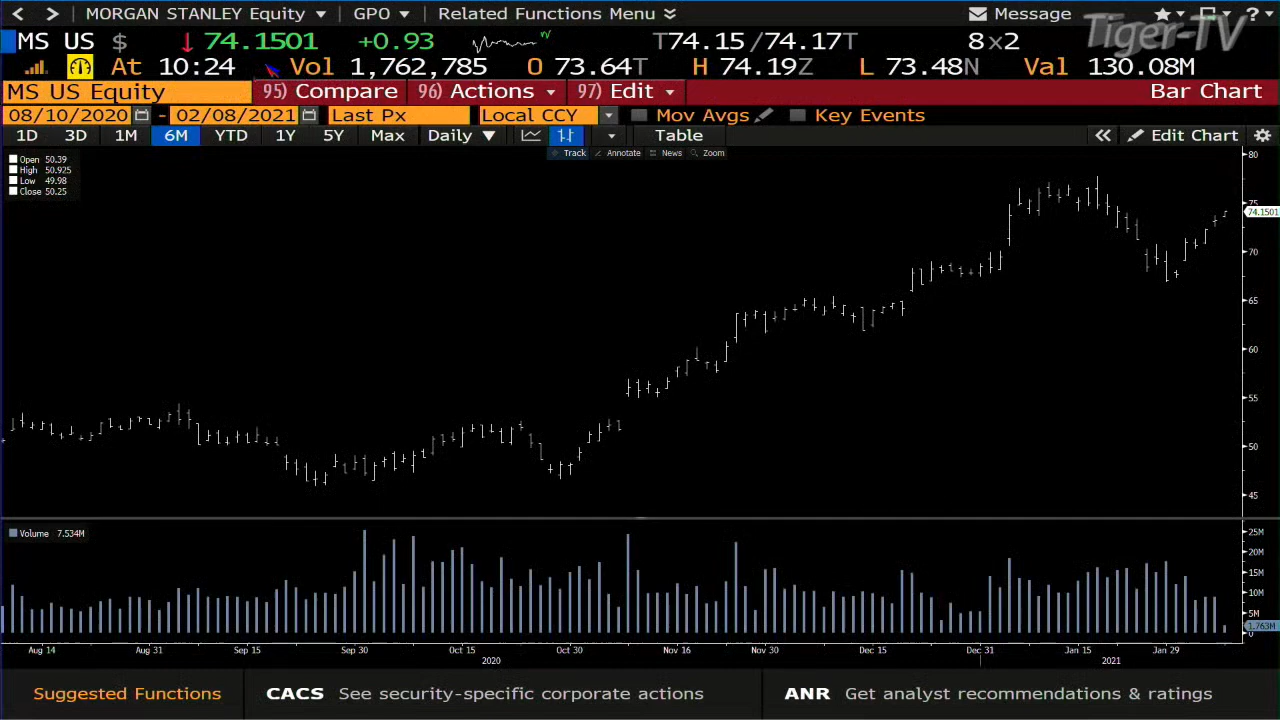 < > MORGAN STANLEY Equity GPO Related Functions Menu Message ?
MS US $ 74.1501 +0.93 T74.15/74.17T 8x2
Tiger-TV
At 10:24 Vol 1,762,785 O 73.64T H 74.19Z L 73.48N Val 130.08M
MS US Equity 95) Compare 96) Actions 97) Edit Bar Chart
08/10/2020 - 02/08/2021 Last Px Local CCY Mov Avgs Key Events
1D 3D 1M 6M YTD 1Y 5Y Max Daily Table « Edit Chart
Track Annotate News Zoom
Open 50.39
High 50.925
Low 49.98
Close 50.25
80
75
74.1501
70
65
60
55
50
45
Volume 7.534M
25M
20M
15M
10M
5M
1.763M
0
Aug 14 Aug 31 Sep 15 Sep 30 Oct 15 Oct 30 Nov 16 Nov 30 Dec 15 Dec 31 Jan 15 Jan 29
2020 2021
Suggested Functions CACS See security-specific corporate actions ANR Get analyst recommendations & ratings